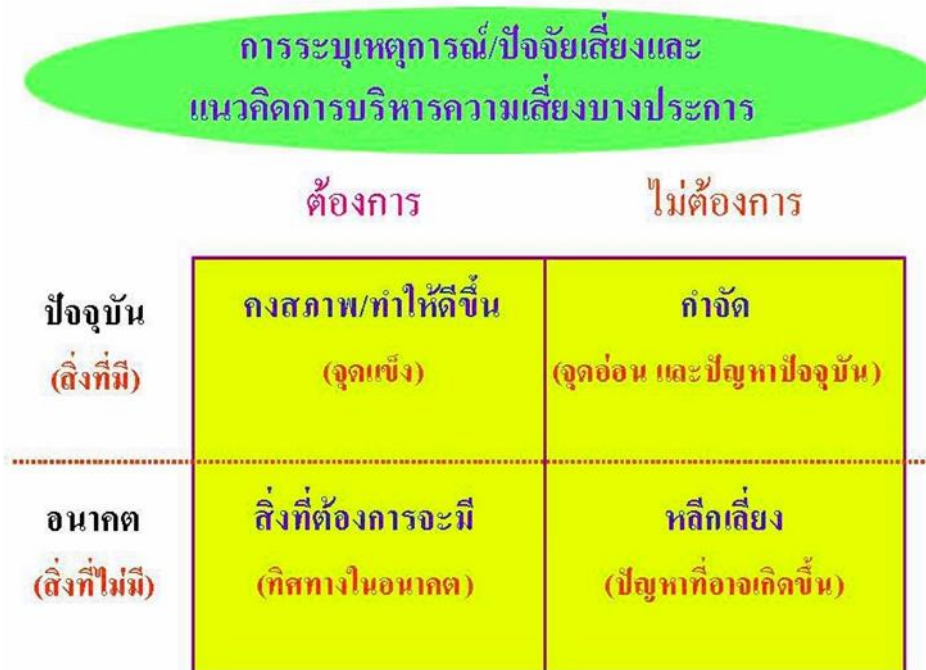 การระบุเหตุการณ์/ปัจจัยเสี่ยงและ
แนวคิดการบริหารความเสี่ยงบางประการ
ต้องการ ไม่ต้องการ
ปัจจุบัน คงสภาพ/ทำให้ดีขึ้น กำจัด
(สิ่งที่มี) (จุดแข็ง) (จุดอ่อน และปัญหาปัจจุบัน)
อนาคต สิ่งที่ต้องการจะมี หลีกเลี่ยง
(สิ่งที่ไม่มี) (ทิศทางในอนาคต) (ปัญหาที่อาจเกิดขึ้น)